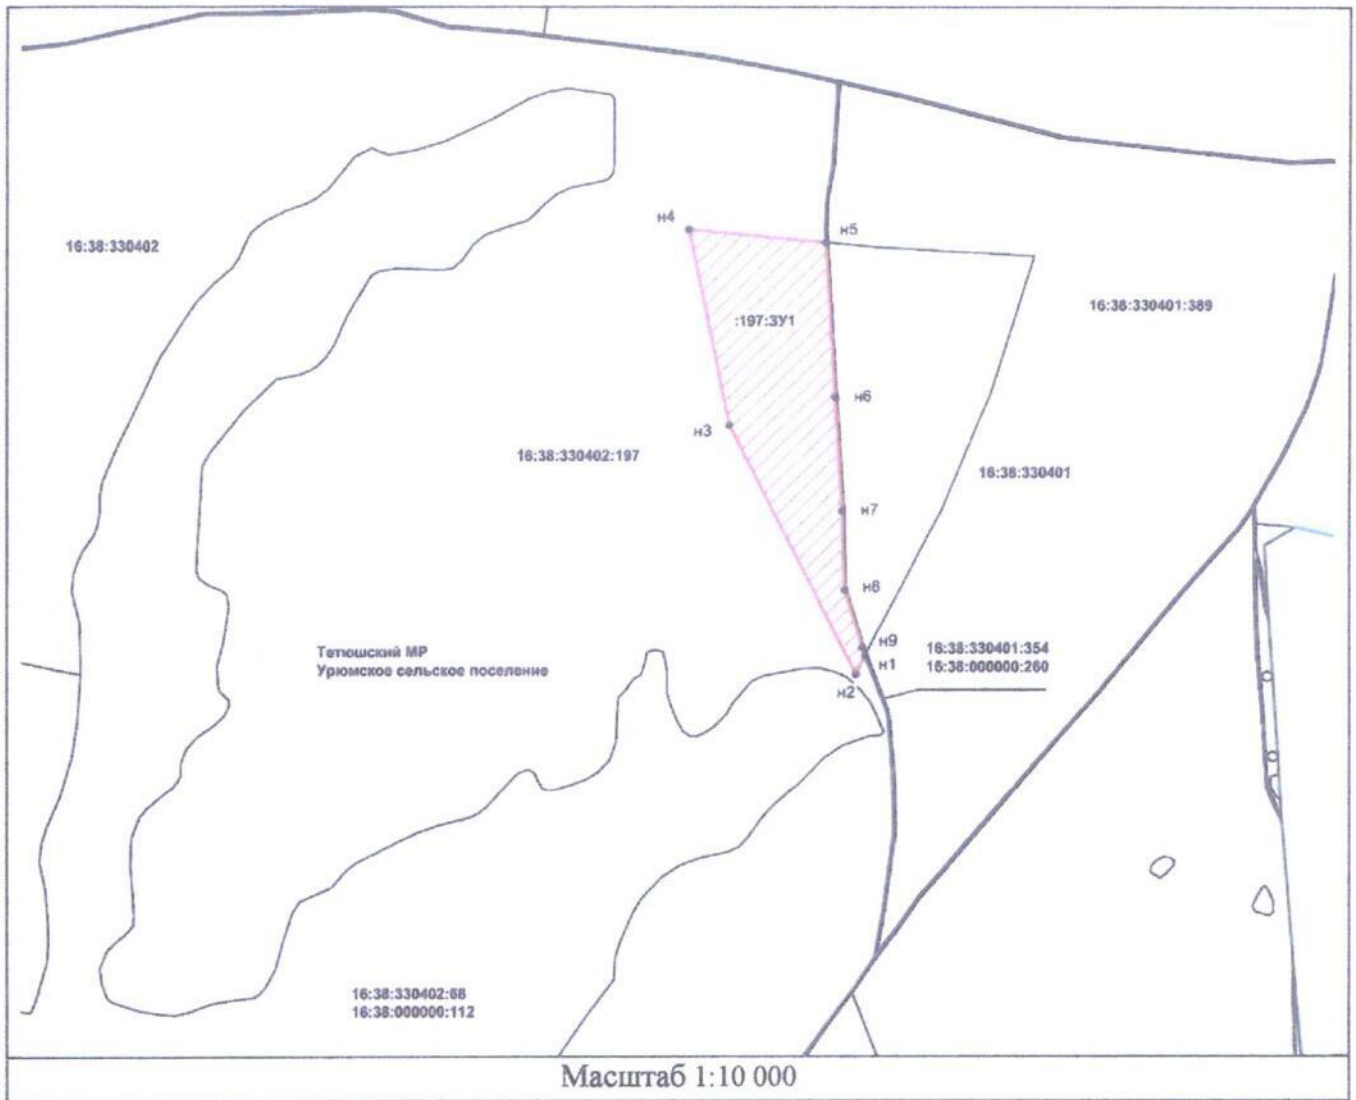 н4
н5
16:38:330402
16:38:330401:389
:197:ЗУ1
н6
н3
16:38:330402:197
16:38:330401
н7
н8
Тетюшский МР
Урюмское сельское поселение
н9
н1
16:38:330401:354
16:38:000000:260
н2
16:38:330402:68
16:38:000000:112
Масштаб 1:10 000